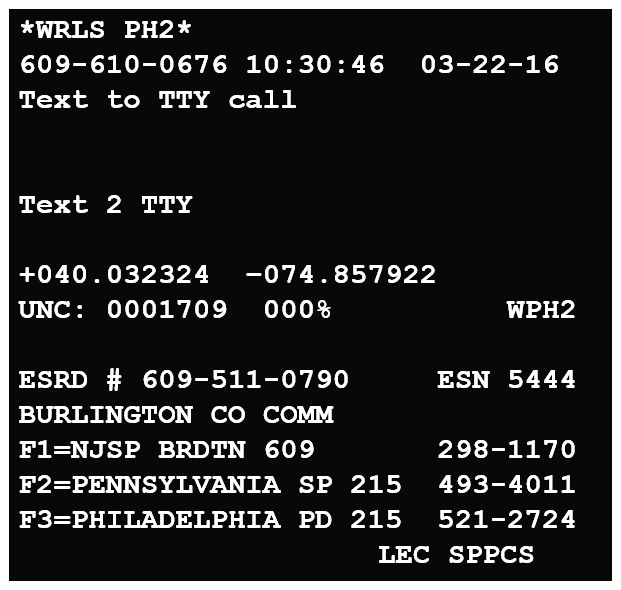 *WRLS PH2*
609-610-0676 10:30:46 03-22-16
Text to TTY call
Text 2 TTY
+040.032324 -074.857922
UNC: 0001709 000% WPH2
ESRD # 609-511-0790 ESN 5444
BURLINGTON CO COMM
F1=NJSP BRDTN 609 298-1170
F2=PENNSYLVANIA SP 215 493-4011
F3=PHILADELPHIA PD 215 521-2724
LEC SPPCS